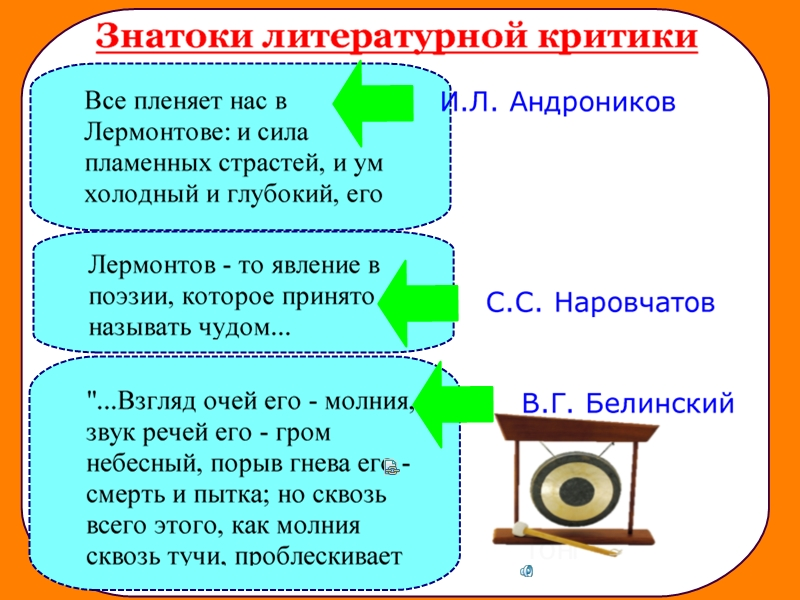 Знатоки литературной критики
Все пленяет нас в
Лермонтове: и сила
пламенных страстей, и ум
холодный и глубокий, его
И.Л. Андроников
Лермонтов - то явление в
поэзии, которое принято
называть чудом...
С.С. Наровчатов
"...Взгляд очей его - молния,
звук речей его - гром
небесный, порыв гнева его -
смерть и пытка; но сквозь
всего этого, как молния
сквозь тучи, проблескивает
В.Г. Белинский